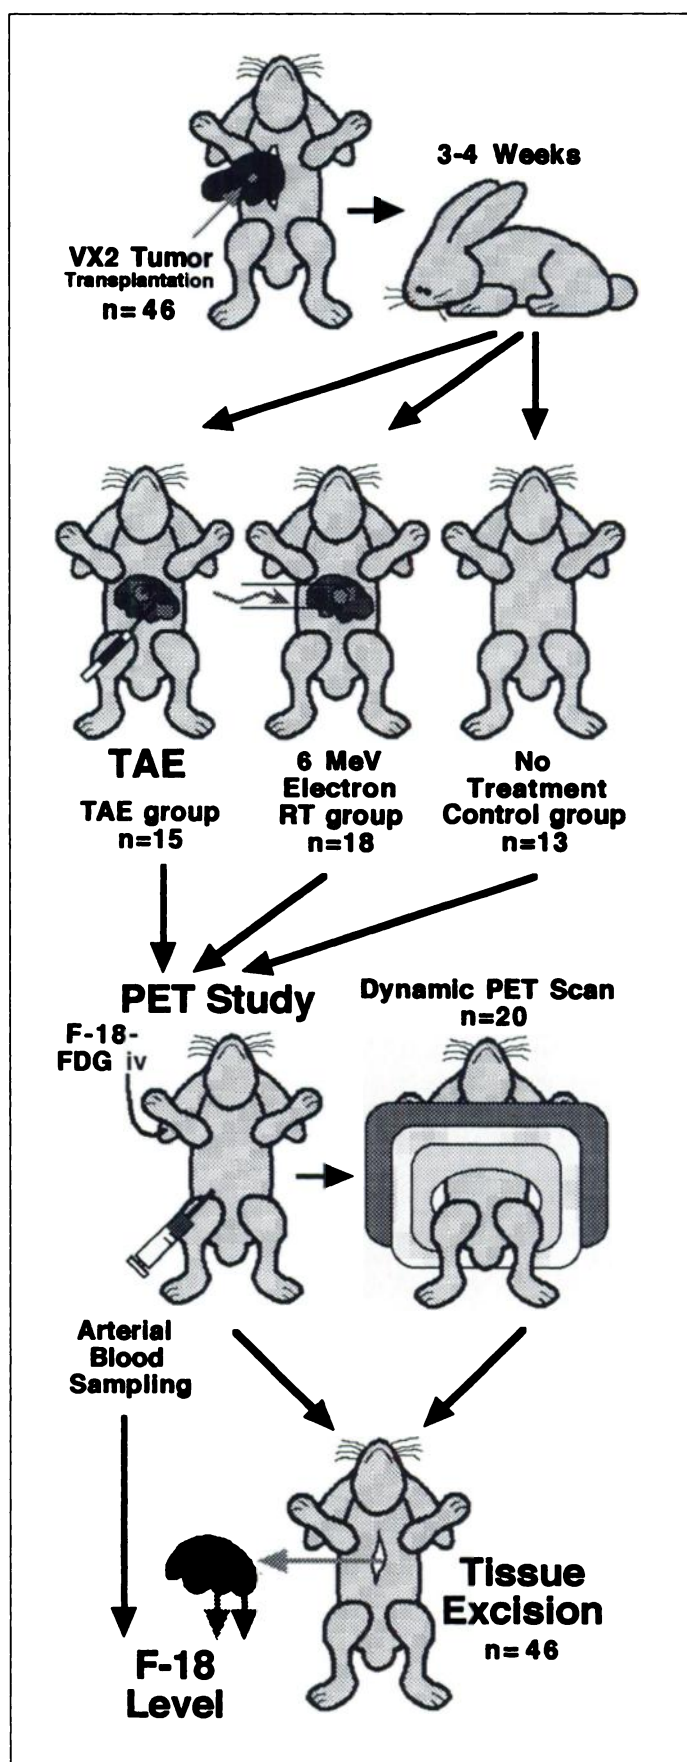 3-4 Weeks
VX2 Tumor
Transplantation
n=46
TAE
TAE group
n=15
6 MeV
Electron
RT group
n=18
No
Treatment
Control group
n=13
PET Study
F-18-
FDG iv
Dynamic PET Scan
n=20
Arterial
Blood
Sampling
Tissue
Excision
n=46
F-18
Level